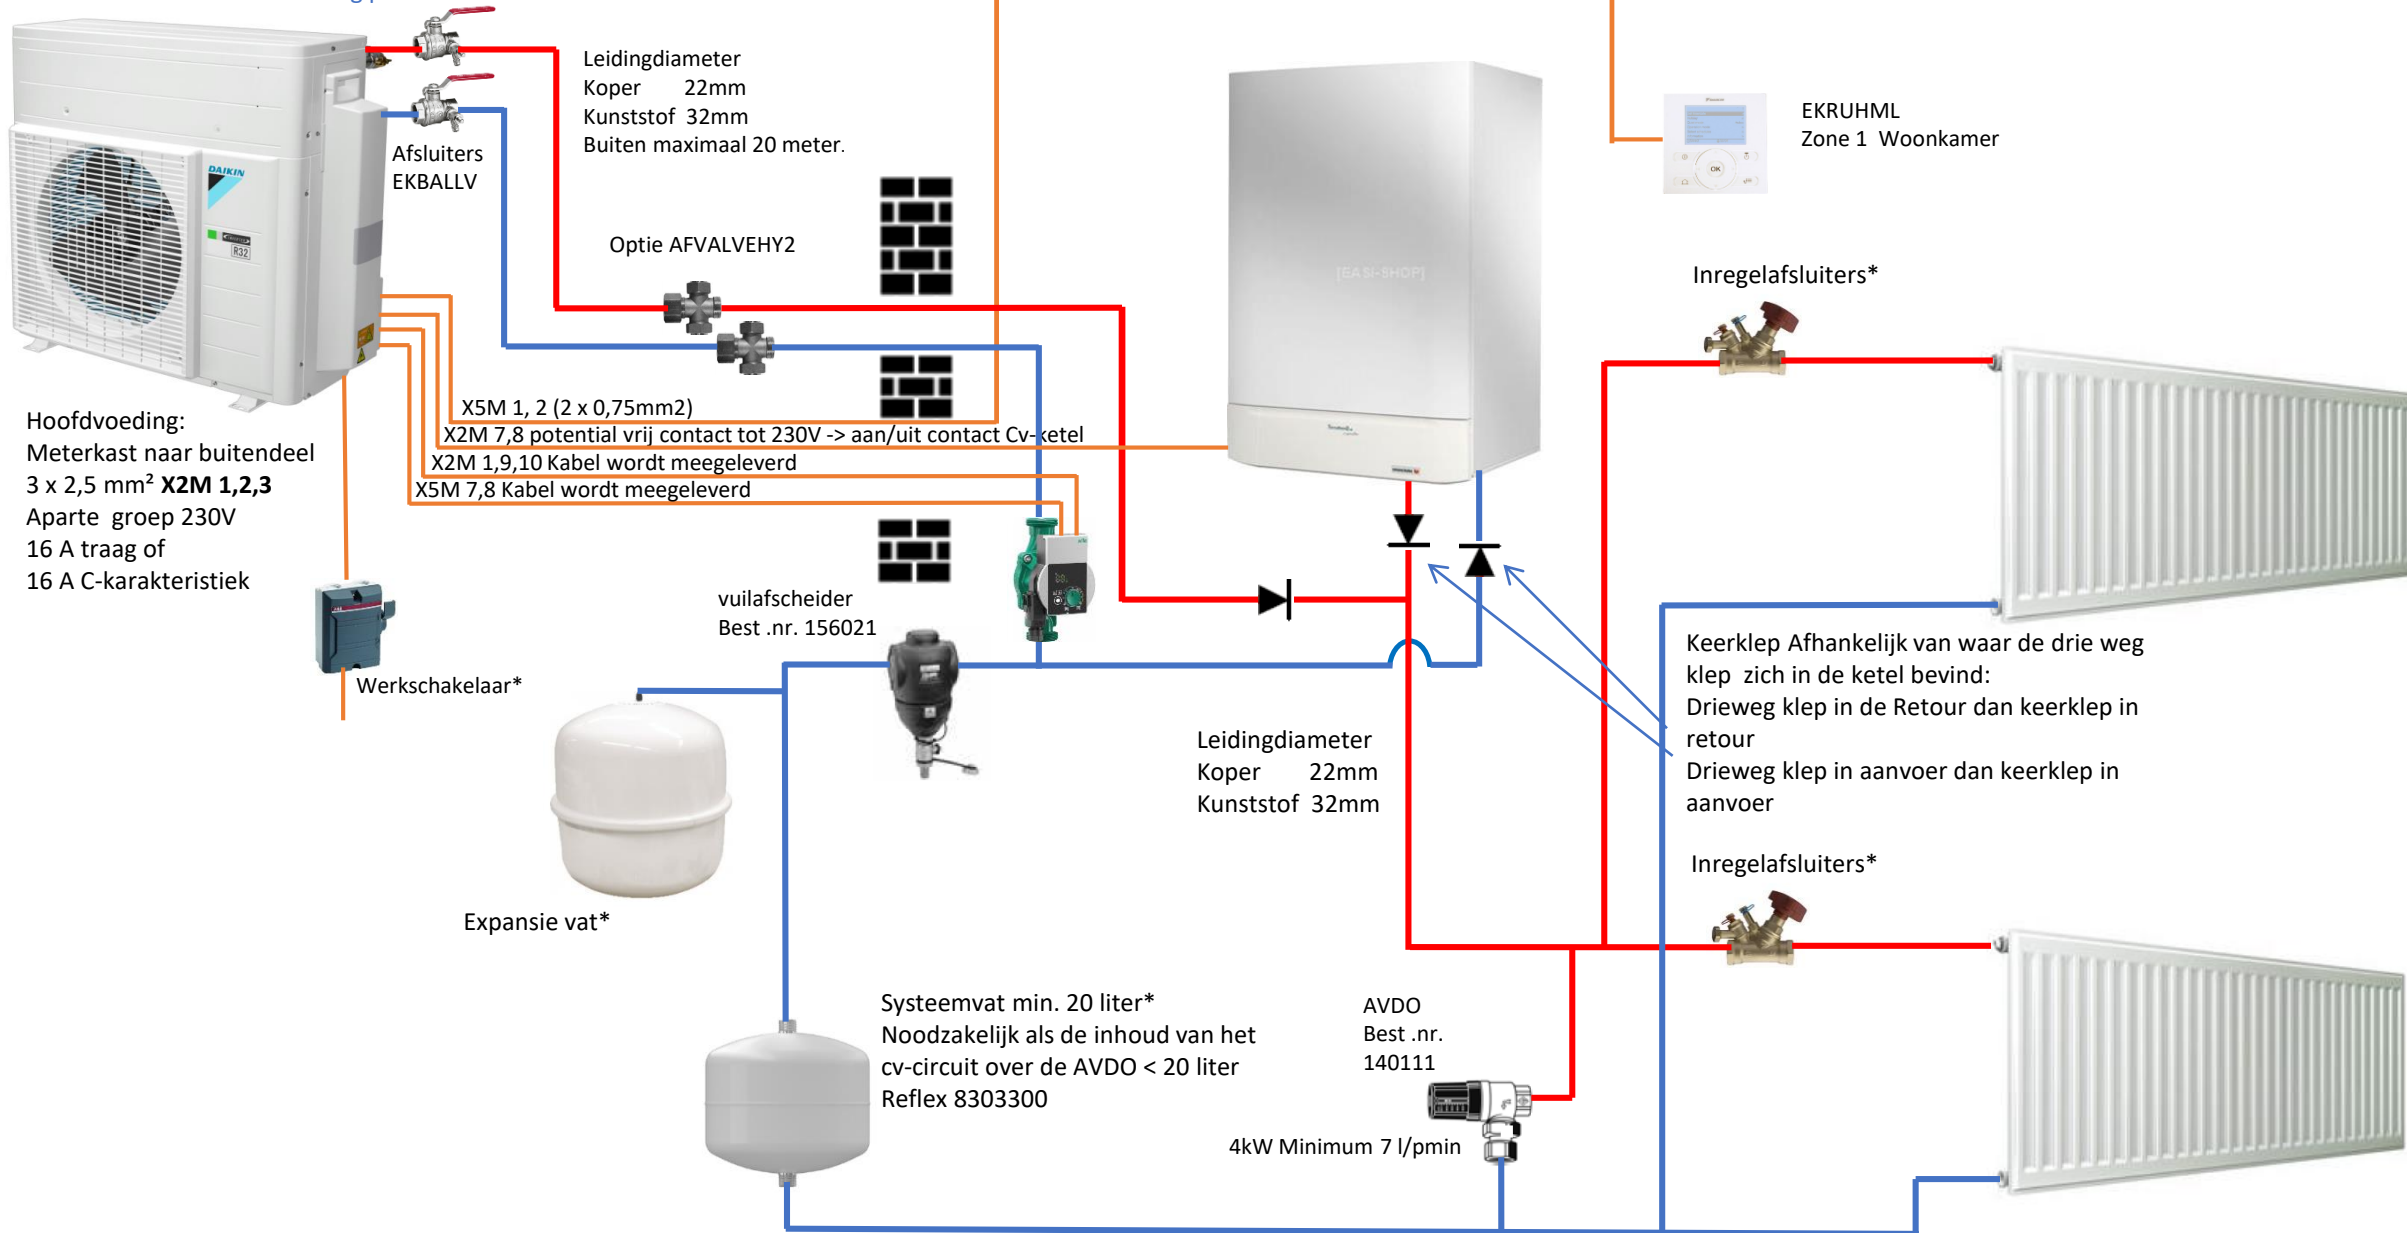 Leidingdiameter
Koper 22mm
Kunststof 32mm
Buiten maximaal 20 meter.
Afsluiters
EKBALLV
DAIKIN
R32
Optie AFVALVEHY2
[EASI-SHOP]
EKRUHML
Zone 1 Woonkamer
OK
Inregelafsluiters*
Hoofdvoeding:
Meterkast naar buitendeel
3 x 2,5 mm² X2M 1,2,3
Aparte groep 230V
16 A traag of
16 A C-karakteristiek
X5M 1, 2 (2 x 0,75mm2)
X2M 7,8 potential vrij contact tot 230V -> aan/uit contact Cv-ketel
X2M 1,9,10 Kabel wordt meegeleverd
X5M 7,8 Kabel wordt meegeleverd
Werkschakelaar*
vuilafscheider
Best .nr. 156021
Keerklep Afhankelijk van waar de drie weg
klep zich in de ketel bevind:
Drieweg klep in de Retour dan keerklep in
retour
Drieweg klep in aanvoer dan keerklep in
aanvoer
Leidingdiameter
Koper 22mm
Kunststof 32mm
Inregelafsluiters*
Expansie vat*
Systeemvat min. 20 liter*
Noodzakelijk als de inhoud van het
cv-circuit over de AVDO < 20 liter
Reflex 8303300
AVDO
Best .nr.
140111
4kW Minimum 7 l/pmin